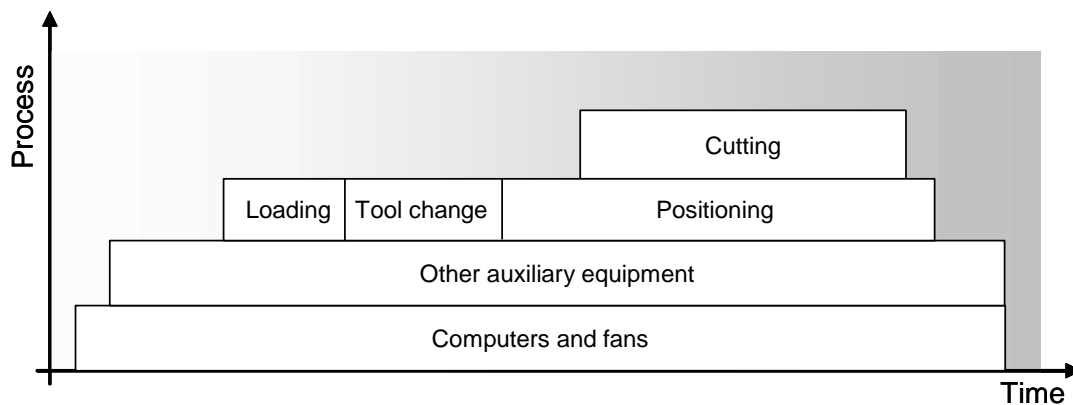 Process
Cutting
Loading
Tool change
Positioning
Other auxiliary equipment
Computers and fans
Time